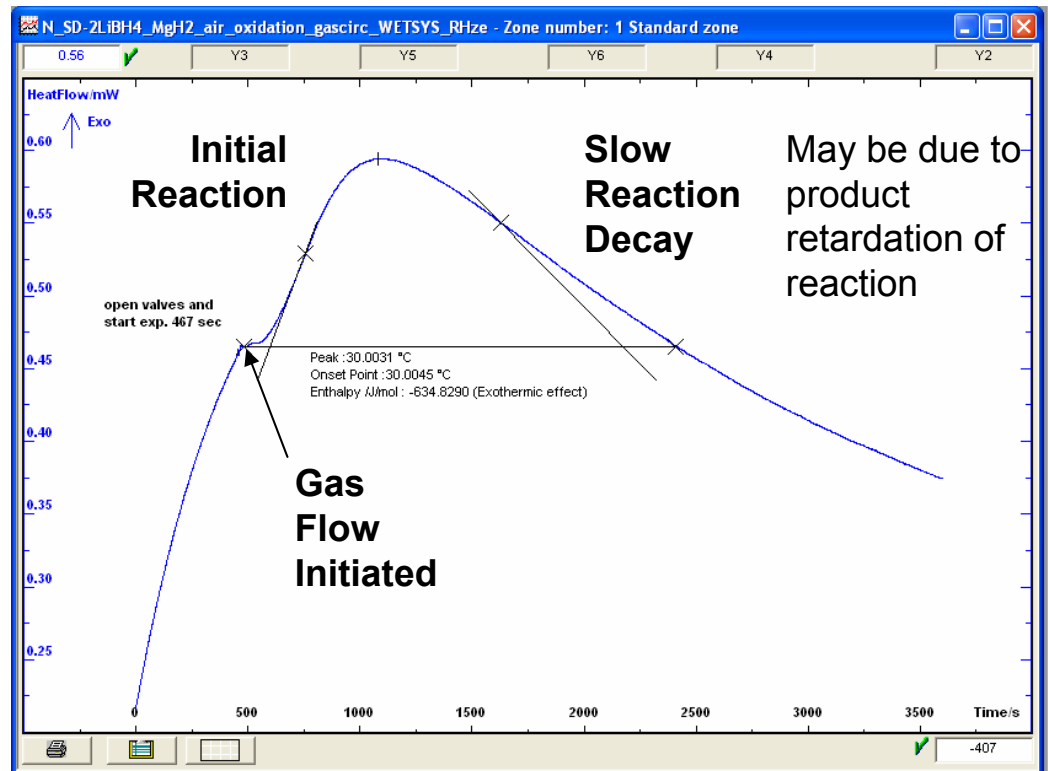 N_SD-2LiBH4_MgH2_air_oxidation_gascirc_WETSYS_RHze - Zone number: 1 Standard zone
0.56 Y3 Y5 Y6 Y4 Y2
HeatFlow/mW
Exo
0.60
0.55
0.50
0.45
0.40
0.35
0.30
0.25
Initial
Reaction
Slow
Reaction
Decay
May be due to
product
retardation of
reaction
open valves and
start exp. 467 sec
Peak :30.0031 °C
Onset Point :30.0045 °C
Enthalpy /J/mol : -634.8290 (Exothermic effect)
Gas
Flow
Initiated
0 500 1000 1500 2000 2500 3000 3500 Time/s
-407